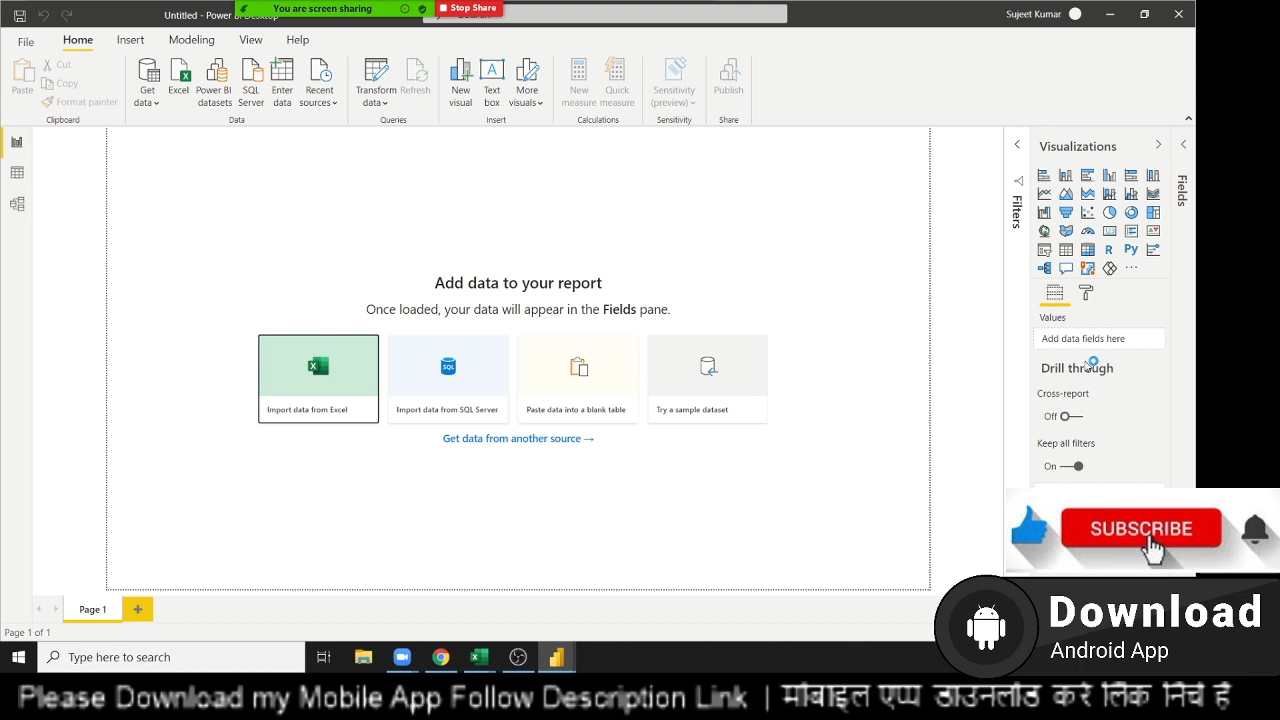 Untitled - Power BI Desktop
You are screen sharing
Stop Share
Sujeet Kumar
File
Home
Insert
Modeling
View
Help
Paste
Cut
Copy
Format painter
Get data
Excel
Power BI datasets
SQL Server
Enter data
Recent sources
Transform data
Refresh
New visual
Text box
More visuals
New measure
Quick measure
Sensitivity (preview)
Publish
Clipboard
Data
Queries
Insert
Calculations
Sensitivity
Share
Filters
Visualizations
Fields
R
Py
Values
Add data fields here
Drill through
Cross-report
Off
Keep all filters
On
Add data to your report
Once loaded, your data will appear in the Fields pane.
SQL
Import data from Excel
Import data from SQL Server
Paste data into a blank table
Try a sample dataset
Get data from another source →
SUBSCRIBE
Download
Android App
Page 1
Page 1 of 1
Type here to search
Please Download my Mobile App Follow Description Link | मोबाइल एप्प डाउनलोड करे लिंक निचे है